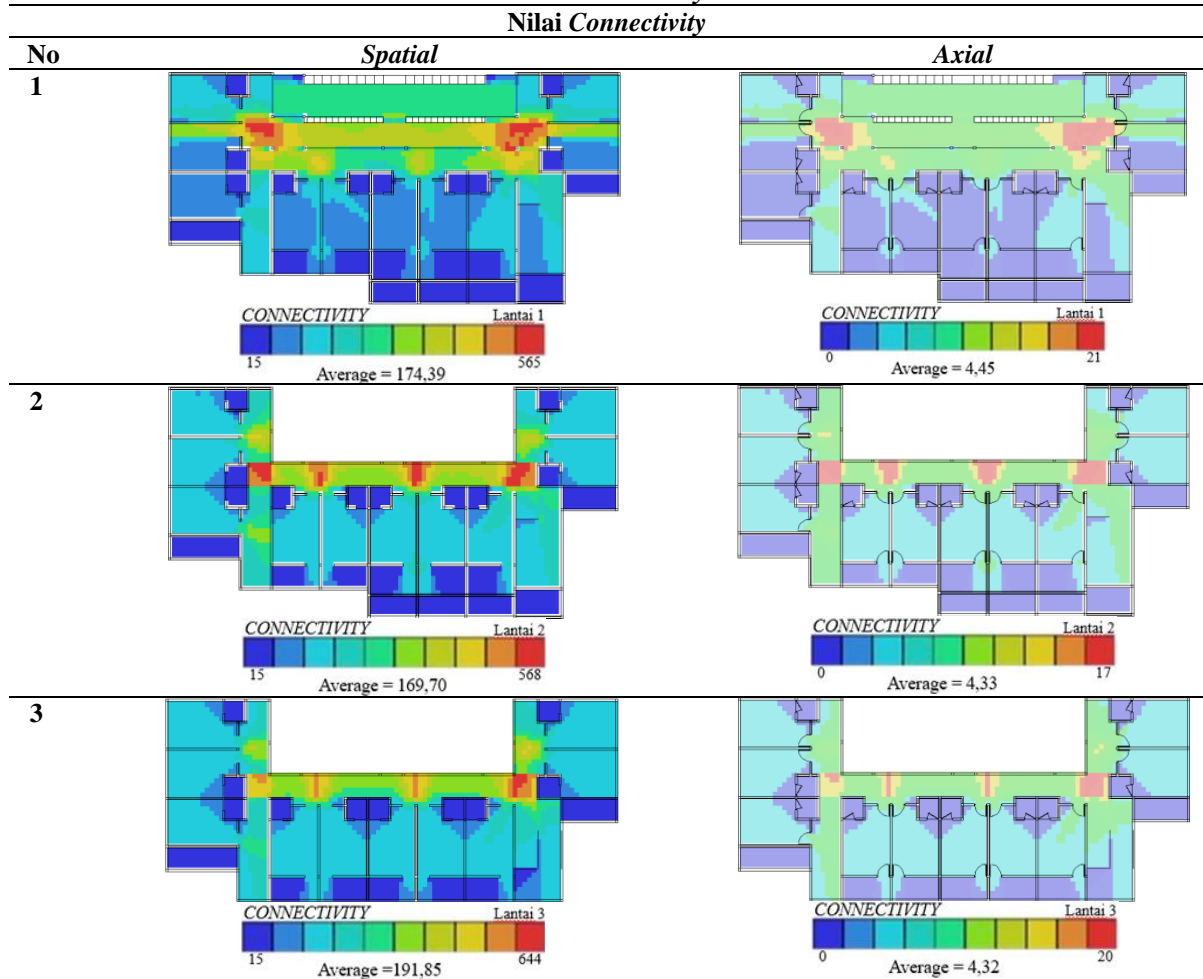 Nilai Connectivity
No Spatial Axial
1
CONNECTIVITY Lantai 1
15 565
Average = 174,39
CONNECTIVITY Lantai 1
0 21
Average = 4,45
2
CONNECTIVITY Lantai 2
15 568
Average = 169,70
CONNECTIVITY Lantai 2
0 17
Average = 4,33
3
CONNECTIVITY Lantai 3
15 644
Average =191,85
CONNECTIVITY Lantai 3
0 20
Average = 4,32